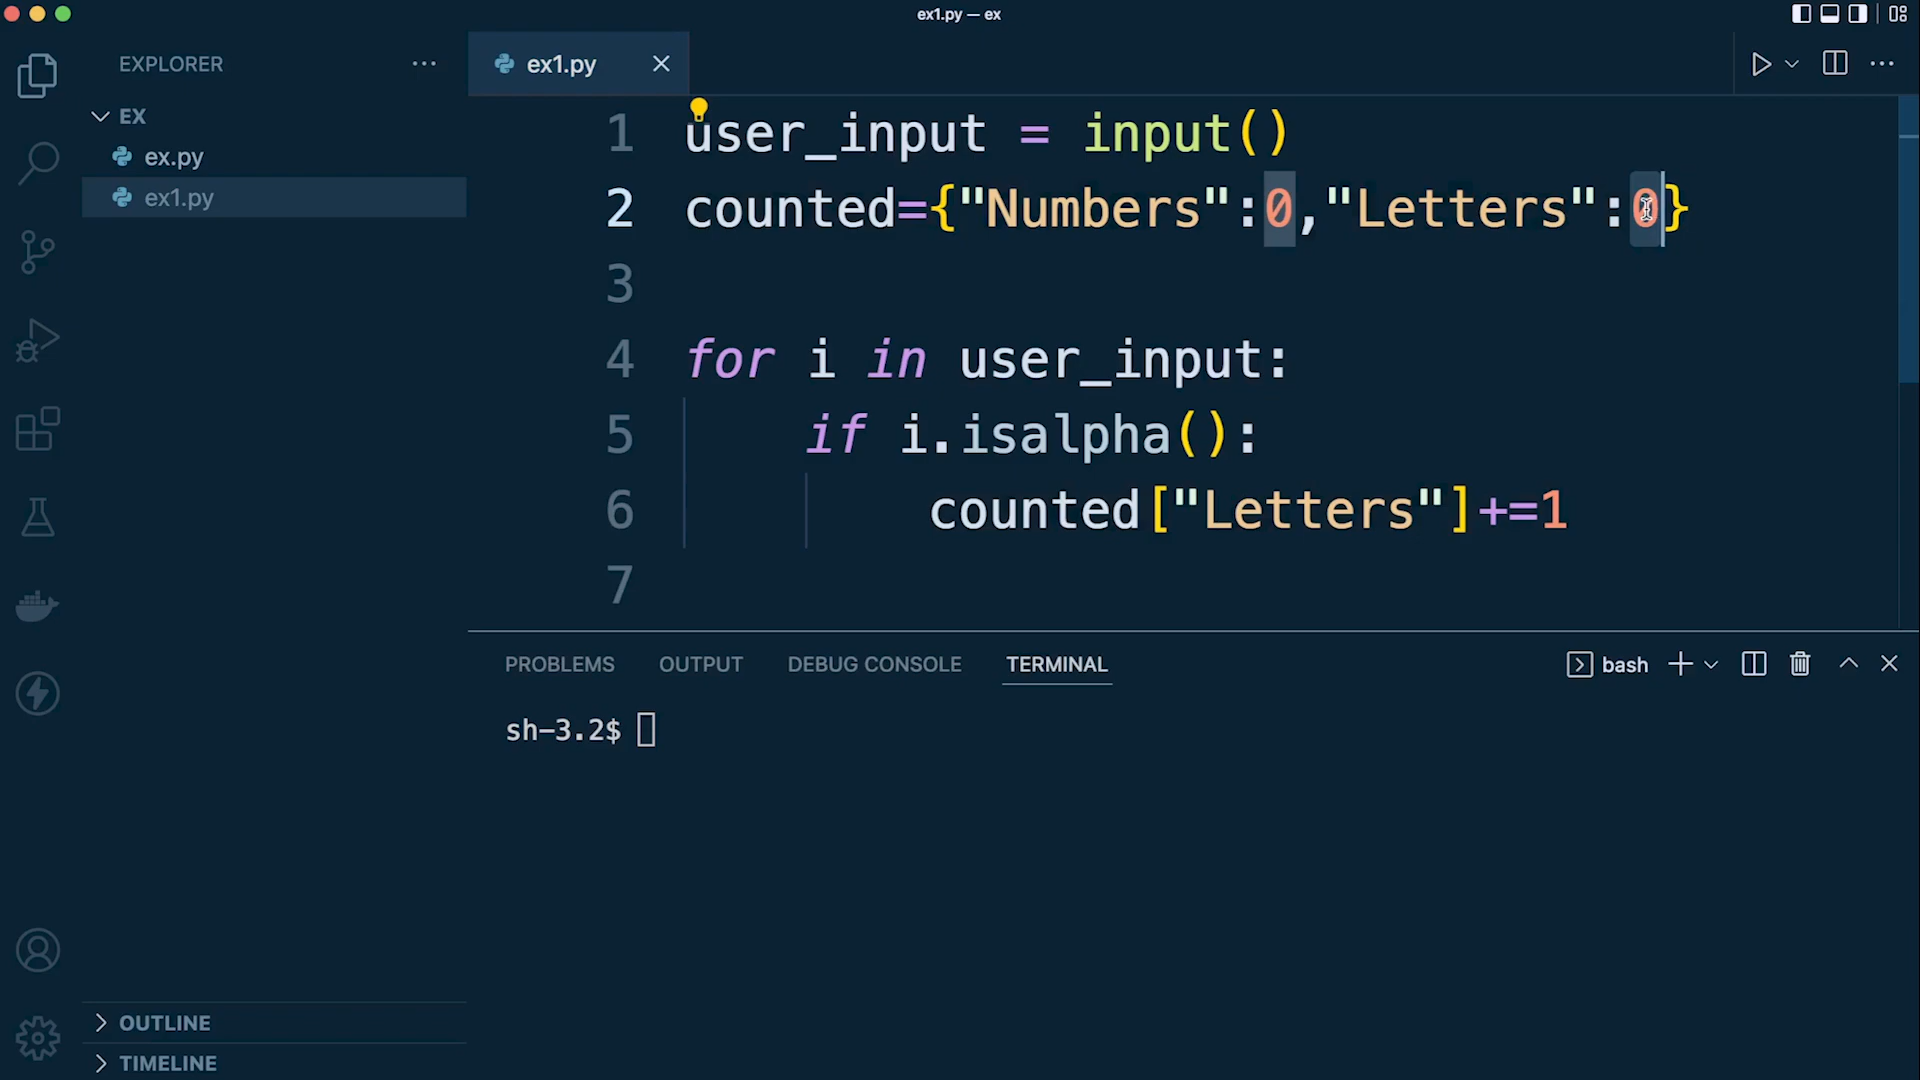 ex1.py — ex
EXPLORER
EX
ex.py
ex1.py
OUTLINE
TIMELINE
ex1.py
1 user_input = input()
2 counted={"Numbers":0,"Letters":0}
3
4 for i in user_input:
5 if i.isalpha():
6 counted["Letters"]+=1
7
PROBLEMS OUTPUT DEBUG CONSOLE TERMINAL bash
sh-3.2$